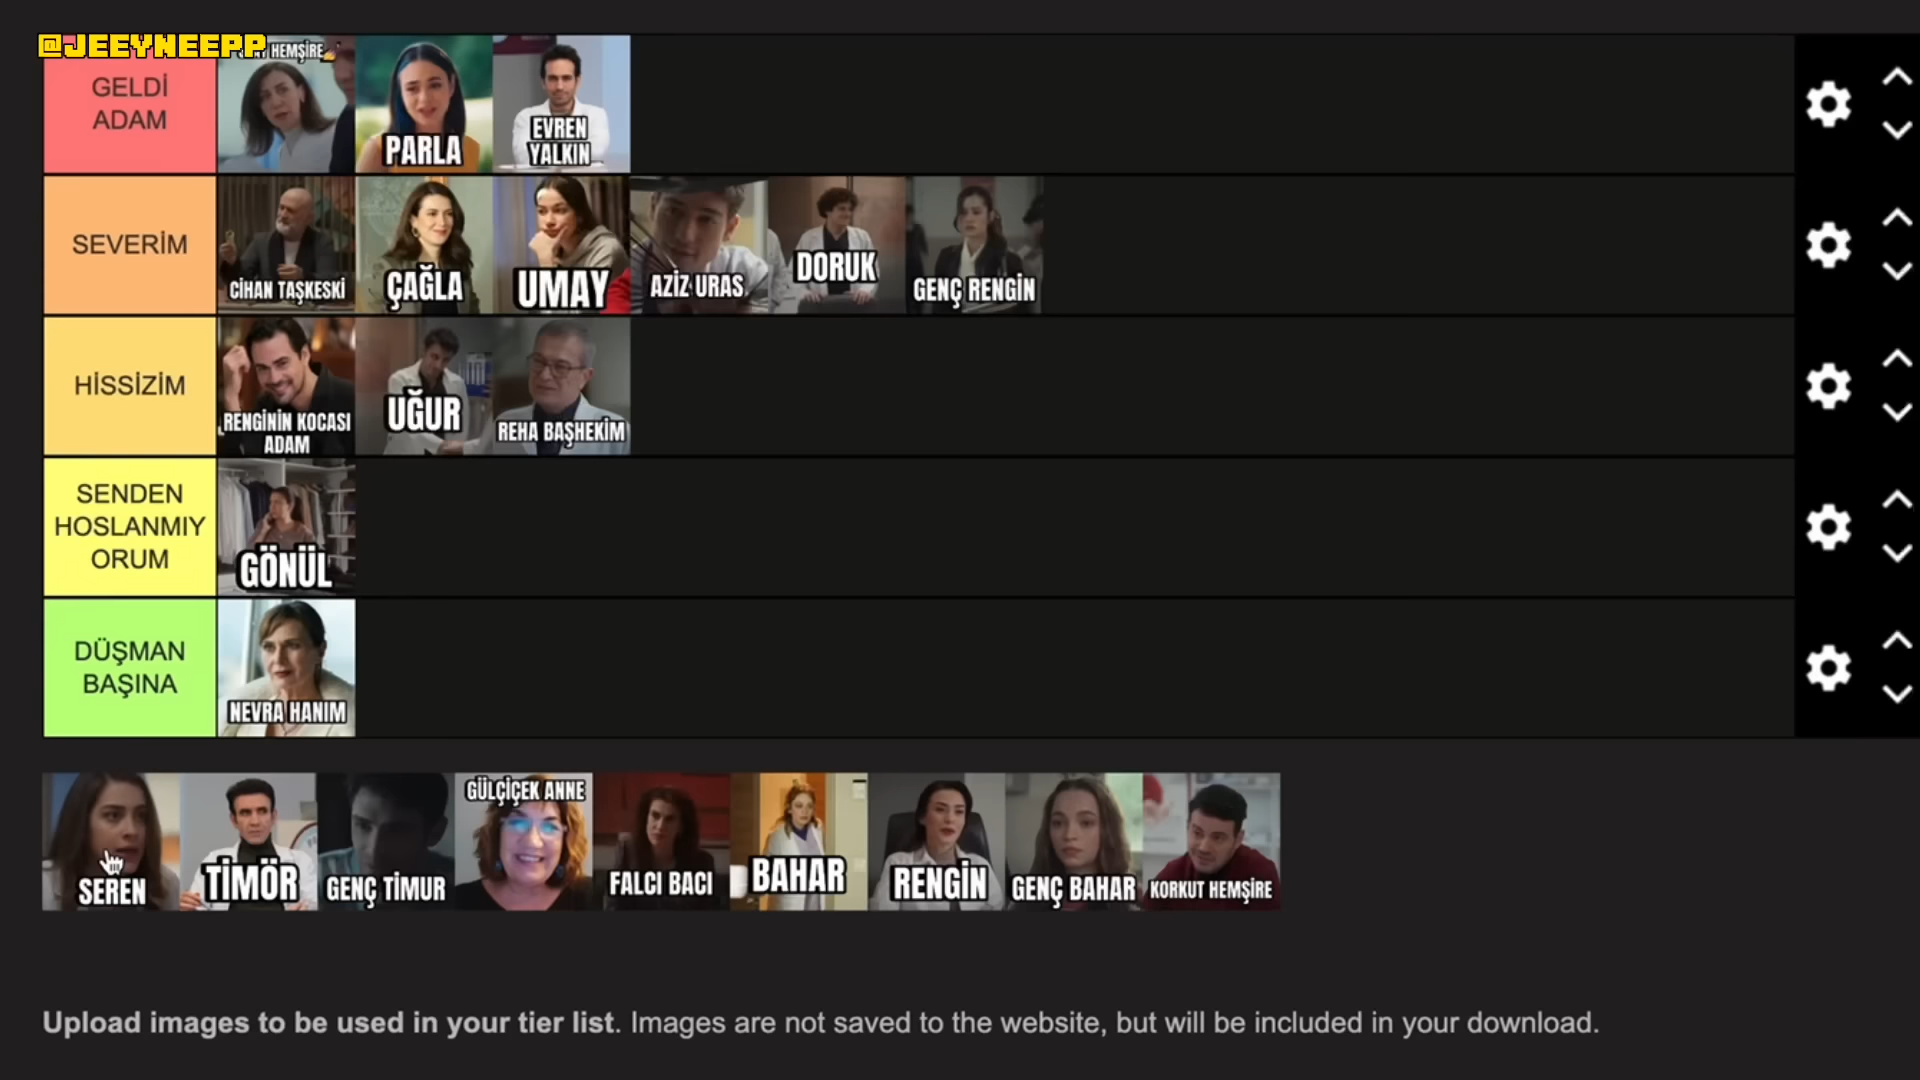 @JEEYNEEPP
HEMŞİRE
GELDİ
ADAM
PARLA
EVREN
YALKIN
SEVERİM
CİHAN TAŞKESKİ
ÇAĞLA
UMAY
AZİZ URAS
DORUK
GENÇ RENGİN
HİSSİZİM
RENGİNİN KOCASI
ADAM
UĞUR
REHA BAŞHEKİM
SENDEN
HOSLANMIY
ORUM
GÖNÜL
DÜŞMAN
BAŞINA
NEVRA HANIM
SEREN
TİMÖR
GENÇ TİMUR
GÜLÇİÇEK ANNE
FALCI BACI
BAHAR
RENGİN
GENÇ BAHAR
KORKUT HEMŞİRE
Upload images to be used in your tier list. Images are not saved to the website, but will be included in your download.